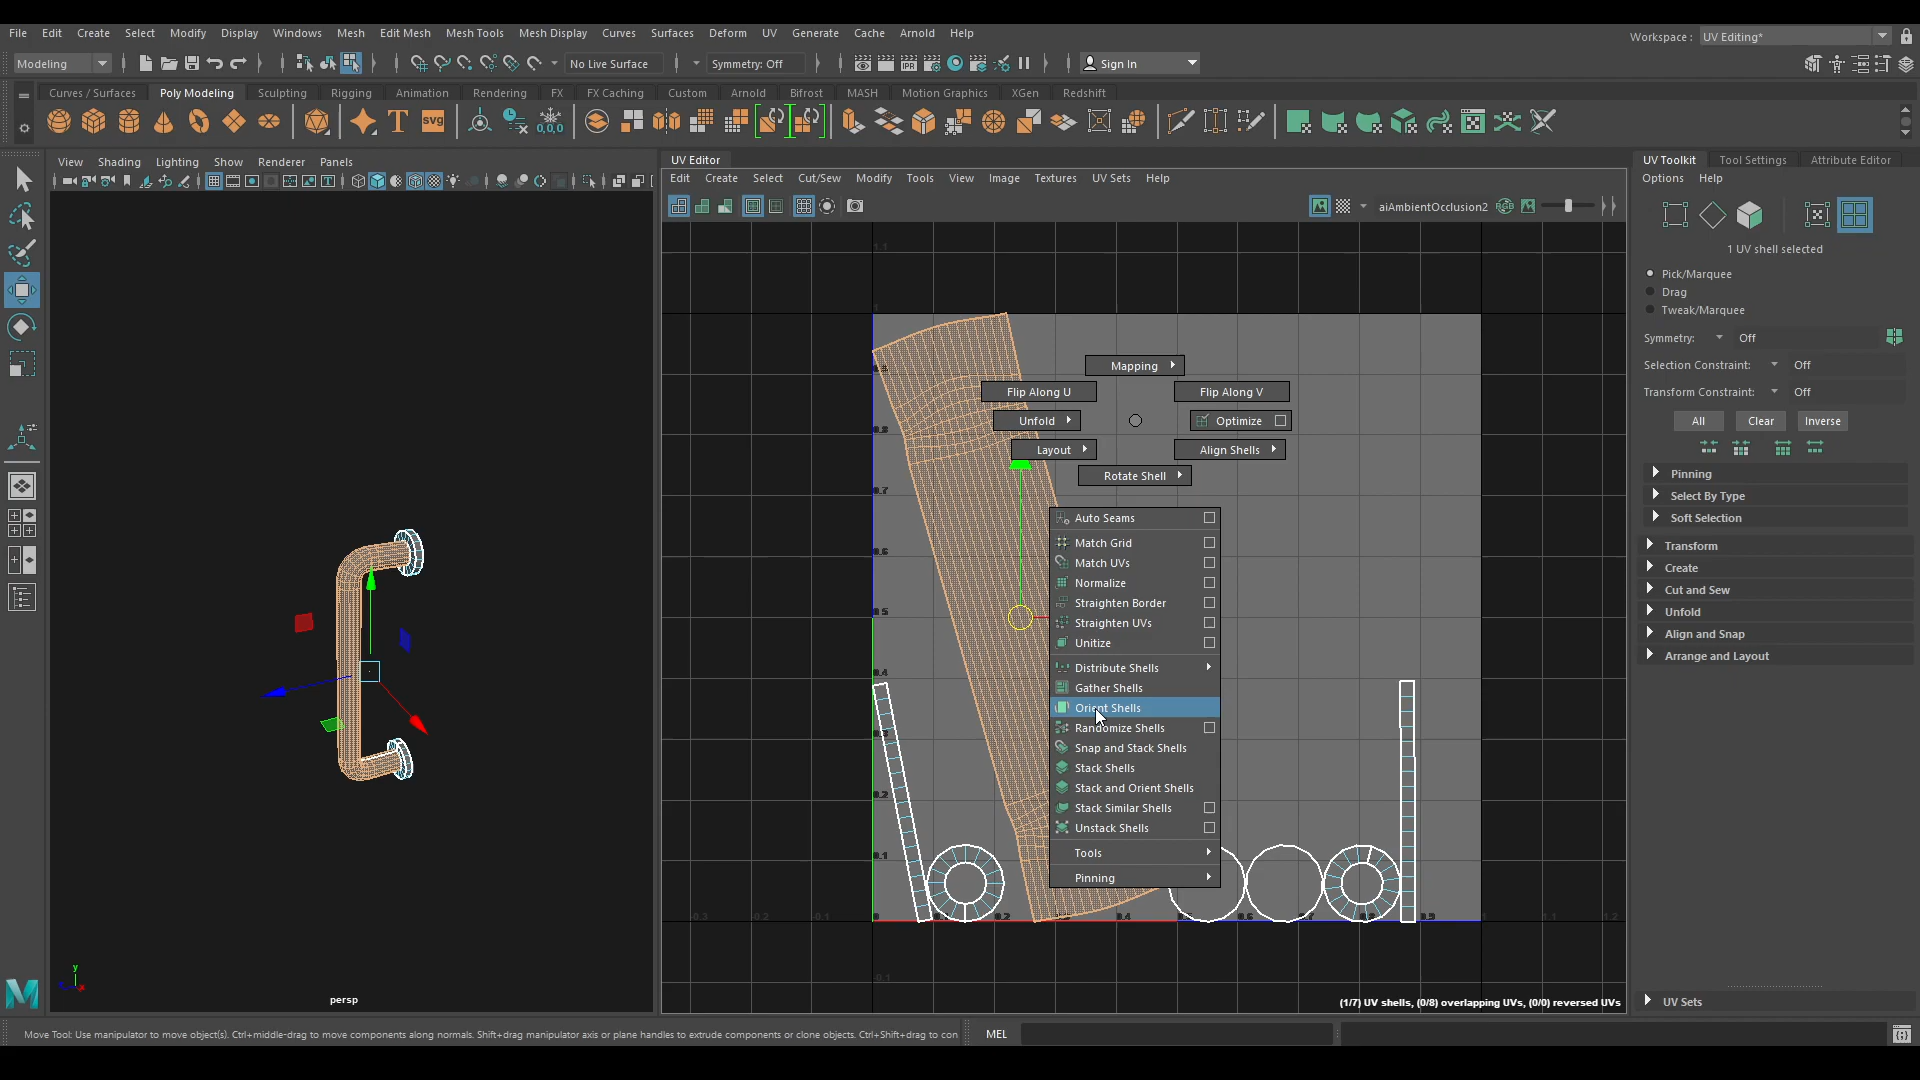 File Edit Create Select Modify Display Windows Mesh Edit Mesh Mesh Tools Mesh Display Curves Surfaces Deform UV Generate Cache Arnold Help
Workspace : UV Editing*
Modeling No Live Surface Symmetry: Off Sign In
Curves / Surfaces Poly Modeling Sculpting Rigging Animation Rendering FX FX Caching Custom Arnold Bifrost MASH Motion Graphics XGen Redshift
View Shading Lighting Show Renderer Panels
UV Editor
Edit Create Select Cut/Sew Modify Tools View Image Textures UV Sets Help
aiAmbientOcclusion2
UV Toolkit Tool Settings Attribute Editor
Options Help
1 UV shell selected
Pick/Marquee
Drag
Tweak/Marquee
Symmetry: Off
Selection Constraint: Off
Transform Constraint: Off
All Clear Inverse
Pinning
Select By Type
Soft Selection
Transform
Create
Cut and Sew
Unfold
Align and Sew
Arrange and Layout
UV Sets
Mapping
Flip Along U Flip Along V
Unfold Optimize
Layout Align Shells
Rotate Shell
Auto Seams
Match Grid
Match UVs
Normalize
Straighten Border
Straighten UVs
Unitize
Distribute Shells
Gather Shells
Orient Shells
Randomize Shells
Snap and Stack Shells
Stack Shells
Stack and Orient Shells
Stack Similar Shells
Unstack Shells
Tools
Pinning
persp
(1/7) UV shells, (0/8) overlapping UVs, (0/0) reversed UVs
Move Tool: Use manipulator to move object(s). Ctrl+middle-drag to move components along normals. Shift+drag manipulator axis or plane handles to extrude components or clone objects. Ctrl+Shift+drag to con
MEL